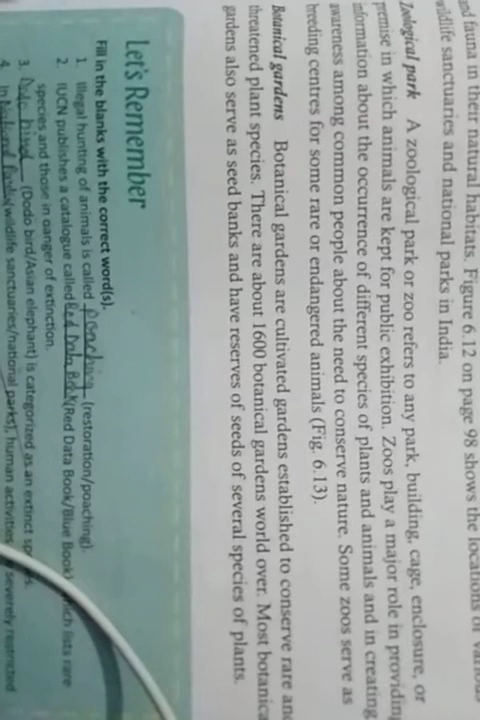 and fauna in their natural habitats. Figure 6.12 on page 98 shows the locations of various
wildlife sanctuaries and national parks in India.
Zoological park A zoological park or zoo refers to any park, building, cage, enclosure, or
premise in which animals are kept for public exhibition. Zoos play a major role in providing
information about the occurrence of different species of plants and animals and in creating
awareness among common people about the need to conserve nature. Some zoos serve as
breeding centres for some rare or endangered animals (Fig. 6.13).
Botanical gardens Botanical gardens are cultivated gardens established to conserve rare and
threatened plant species. There are about 1600 botanical gardens world over. Most botanica
gardens also serve as seed banks and have reserves of seeds of several species of plants.
Let's Remember
Fill in the blanks with the correct word(s).
1. Illegal hunting of animals is called poaching (restoration/poaching).
2. IUCN publishes a catalogue called Red Data Book (Red Data Book/Blue Book) which lists rare
species and those in danger of extinction.
3. Dodo bird (Dodo bird/Asian elephant) is categorized as an extinct species.
4. In National Parks (wildlife sanctuaries/national parks), human activities severely restricted